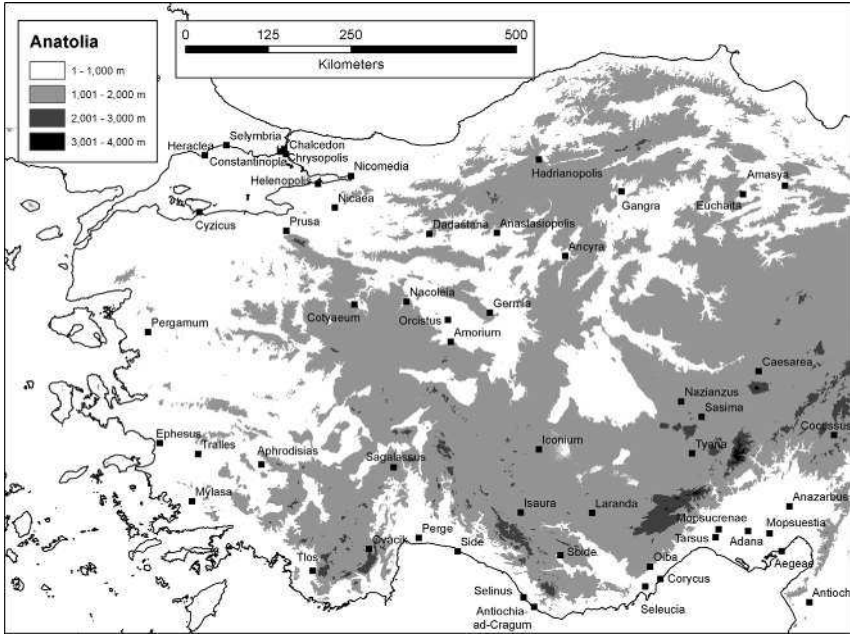 Anatolia
1 - 1,000 m
1,001 - 2,000 m
2,001 - 3,000 m
3,001 - 4,000 m
0 125 250 500
Kilometers
Selymbria
Heraclea
Chalcedon
Constantinople
Chrysopolis
Nicomedia
Helenopolis
Nicaea
Cyzicus
Prusa
Hadrianopolis
Gangra
Amasya
Euchaita
Dadastana
Anastasiopolis
Ancyra
Nacoleia
Cotyaeum
Orcistus
Germia
Amorium
Pergamum
Caesarea
Nazianzus
Sasima
Cocussus
Ephesus
Tralles
Aphrodisias
Sagalassus
Iconium
Tyana
Mylasa
Isaura
Laranda
Anazarbus
Mopsucrenae
Mopsuestia
Tarsus
Adana
Perge
Side
Ovacik
Tlos
Sbide
Olba
Aegeae
Corycus
Selinus
Seleucia
Antioch
Antiochia-
ad-Cragum